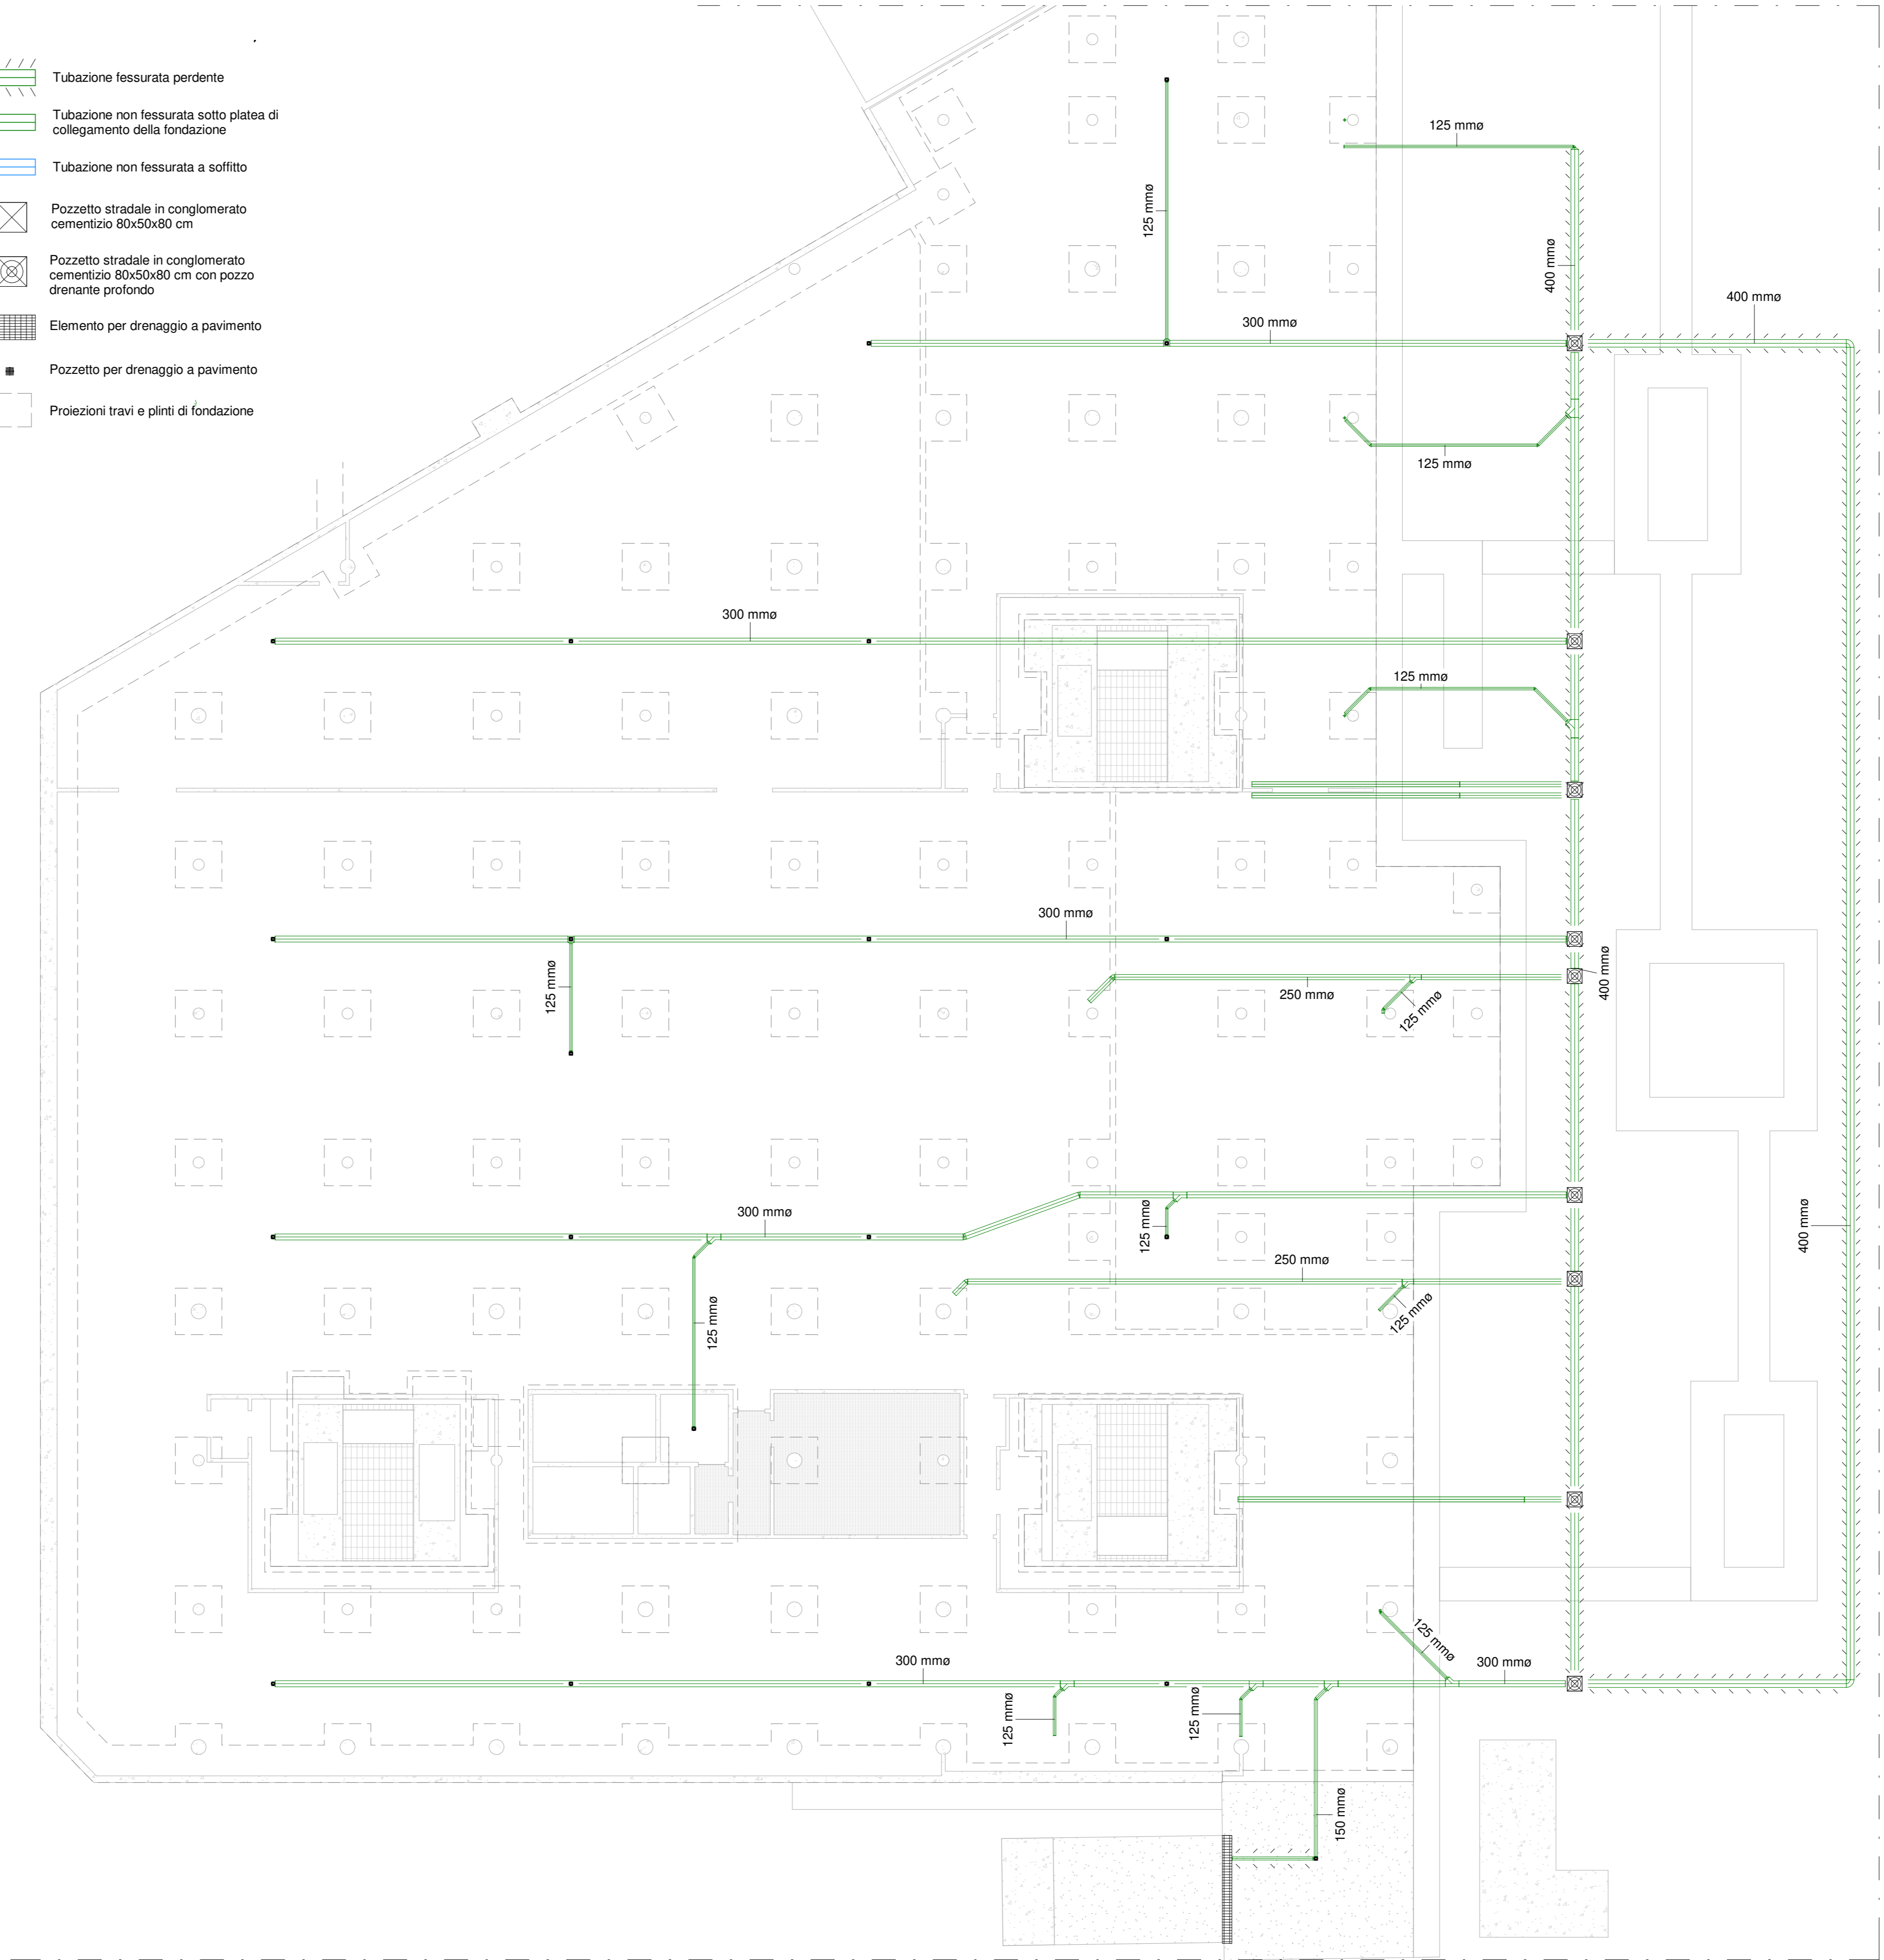 Tubazione fessurata perdente
Tubazione non fessurata sotto platea di
collegamento della fondazione
Tubazione non fessurata a soffitto
Pozzetto stradale in conglomerato
cementizio 80x50x80 cm
Pozzetto stradale in conglomerato
cementizio 80x50x80 cm con pozzo
drenante profondo
Elemento per drenaggio a pavimento
Pozzetto per drenaggio a pavimento
Proiezioni travi e plinti di fondazione
125 mmø
125 mmø
400 mmø
400 mmø
300 mmø
125 mmø
300 mmø
125 mmø
300 mmø
125 mmø
250 mmø
125 mmø
400 mmø
300 mmø
125 mmø
400 mmø
250 mmø
125 mmø
125 mmø
125 mmø
300 mmø
300 mmø
125 mmø
125 mmø
150 mmø